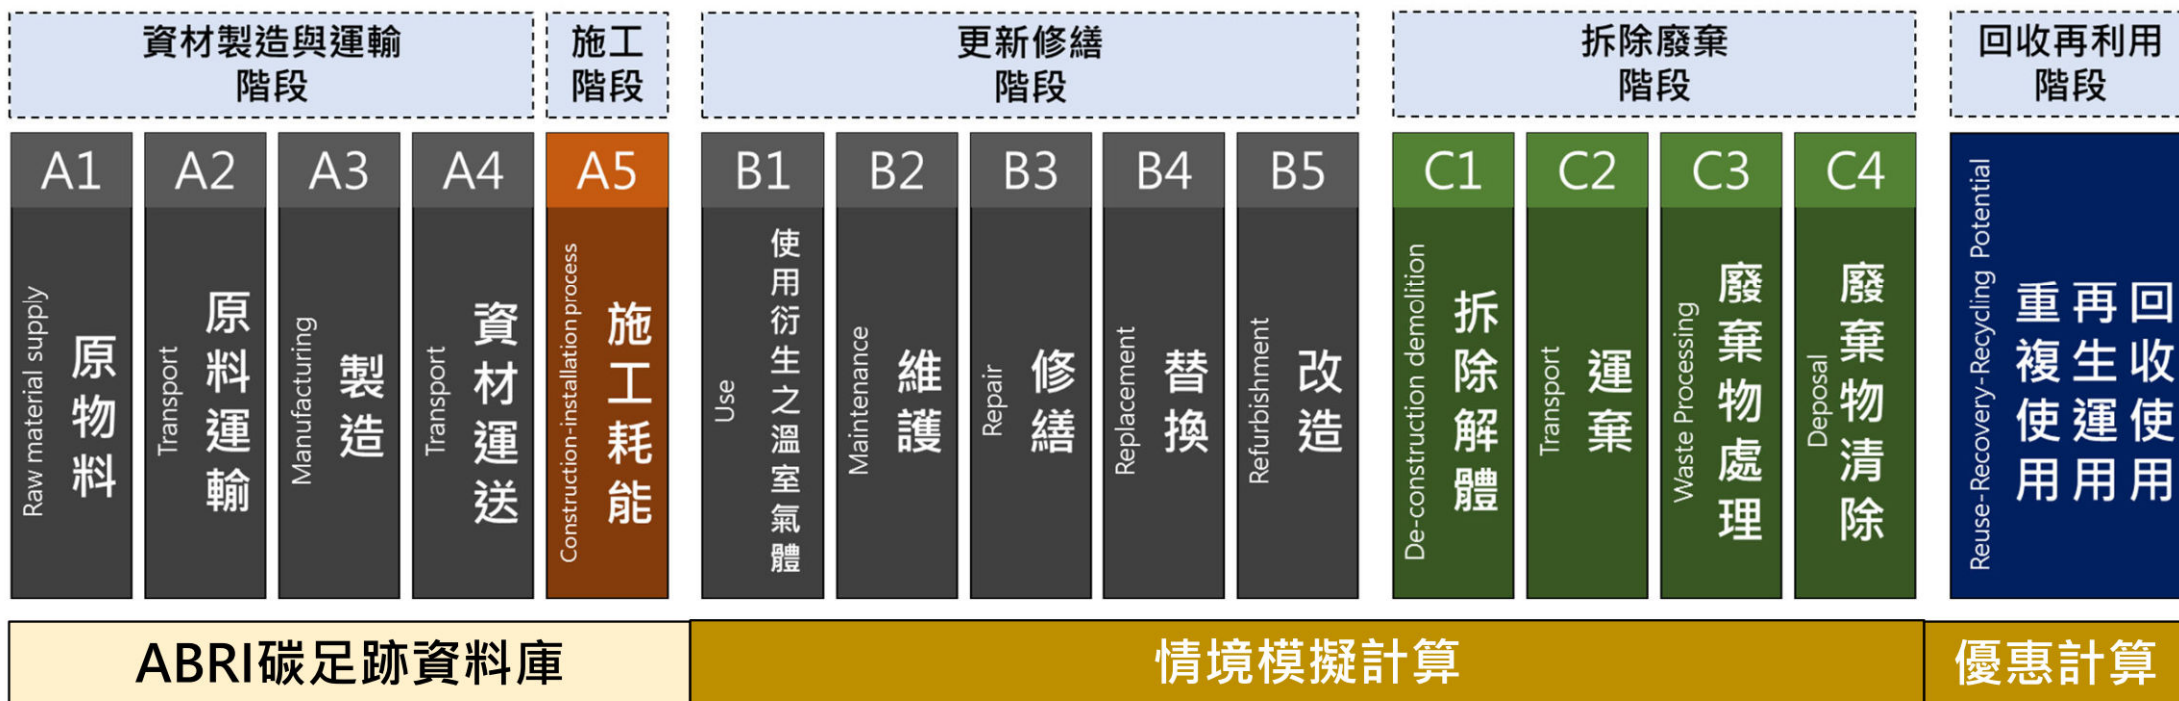 資材製造與運輸
階段
施工
階段
更新修繕
階段
拆除廢棄
階段
回收再利用
階段
A1
Raw material supply
原物料
A2
Transport
原料運輸
A3
Manufacturing
製造
A4
Transport
資材運送
A5
Construction-installation process
施工耗能
B1
Use
使用衍生之溫室氣體
B2
Maintenance
維護
B3
Repair
修繕
B4
Replacement
替換
B5
Refurbishment
改造
C1
De-construction demolition
拆除解體
C2
Transport
運棄
C3
Waste Processing
廢棄物處理
C4
Deposal
廢棄物清除
Reuse-Recovery-Recycling Potential
回收使用
再生運用
重複使用
ABRI碳足跡資料庫
情境模擬計算
優惠計算